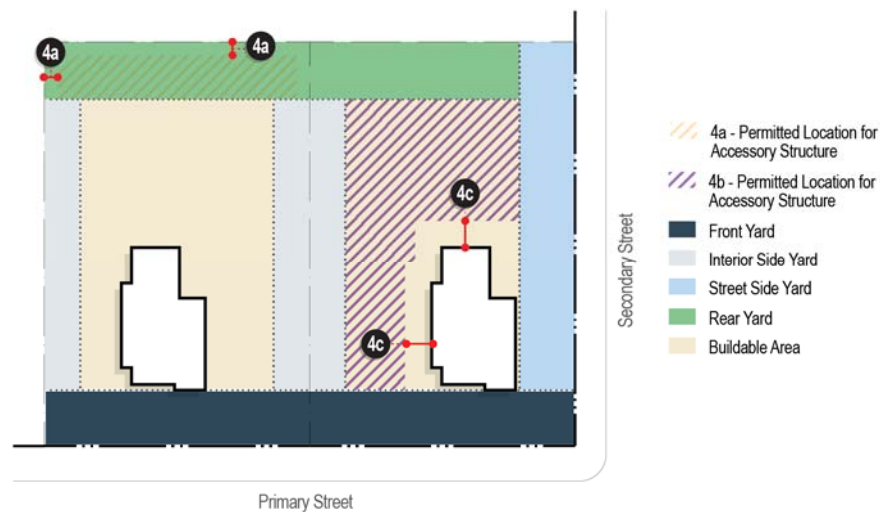 4a
4a
4c
4c
Primary Street
Secondary Street
4a - Permitted Location for
Accessory Structure
4b - Permitted Location for
Accessory Structure
Front Yard
Interior Side Yard
Street Side Yard
Rear Yard
Buildable Area